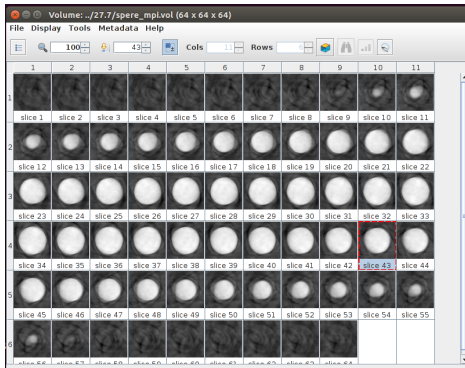 Volume: ../27.7/spere_mpi.vol (64 x 64 x 64)
File Display Tools Metadata Help
100 43 Cols 11 Rows 6
1 2 3 4 5 6 7 8 9 10 11
1
slice 1 slice 2 slice 3 slice 4 slice 5 slice 6 slice 7 slice 8 slice 9 slice 10 slice 11
2
slice 12 slice 13 slice 14 slice 15 slice 16 slice 17 slice 18 slice 19 slice 20 slice 21 slice 22
3
slice 23 slice 24 slice 25 slice 26 slice 27 slice 28 slice 29 slice 30 slice 31 slice 32 slice 33
4
slice 34 slice 35 slice 36 slice 37 slice 38 slice 39 slice 40 slice 41 slice 42 slice 43 slice 44
5
slice 45 slice 46 slice 47 slice 48 slice 49 slice 50 slice 51 slice 52 slice 53 slice 54 slice 55
6